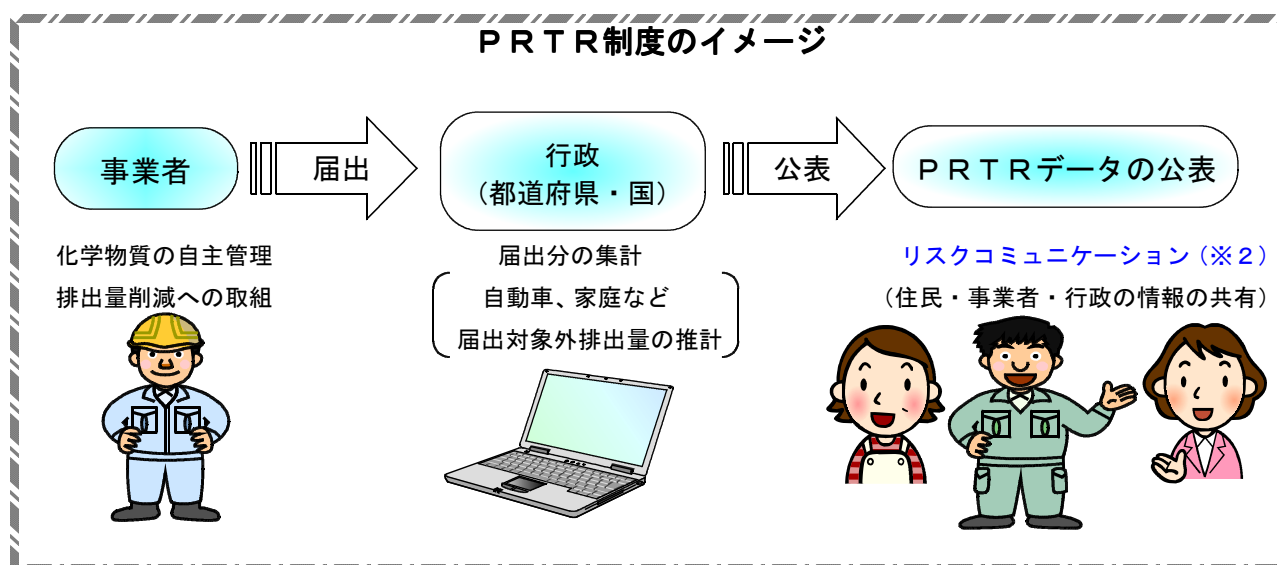 ＰＲＴＲ制度のイメージ
事業者
届出
行政
（都道府県・国）
公表
ＰＲＴＲデータの公表
化学物質の自主管理
排出量削減への取組
届出分の集計
自動車、家庭など
届出対象外排出量の推計
リスクコミュニケーション（※２）
（住民・事業者・行政の情報の共有）